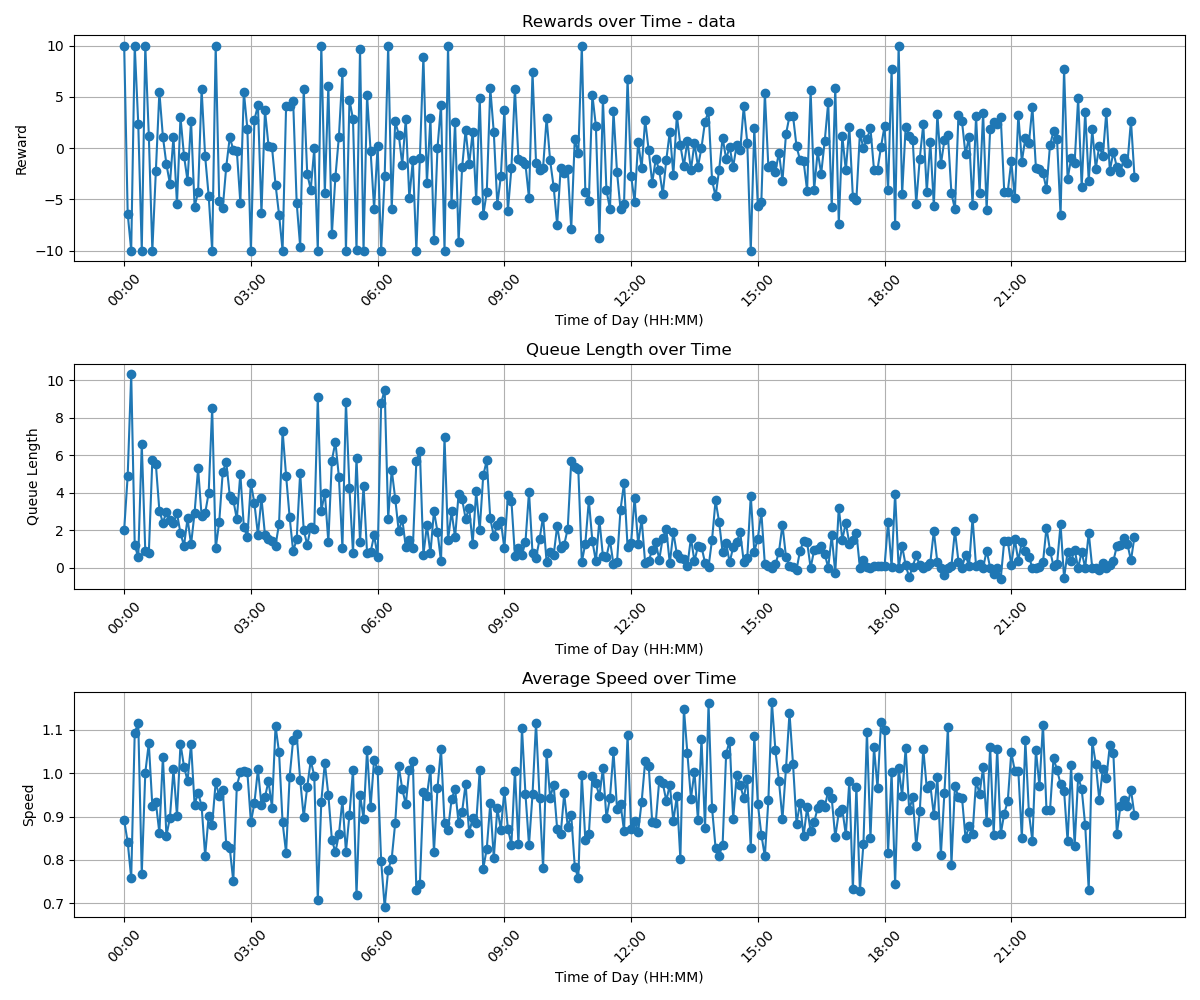 Rewards over Time - data
Reward
10
5
0
−5
−10
00:00 03:00 06:00 09:00 12:00 15:00 18:00 21:00
Time of Day (HH:MM)
Queue Length over Time
Queue Length
10
8
6
4
2
0
00:00 03:00 06:00 09:00 12:00 15:00 18:00 21:00
Time of Day (HH:MM)
Average Speed over Time
Speed
1.1
1.0
0.9
0.8
0.7
00:00 03:00 06:00 09:00 12:00 15:00 18:00 21:00
Time of Day (HH:MM)